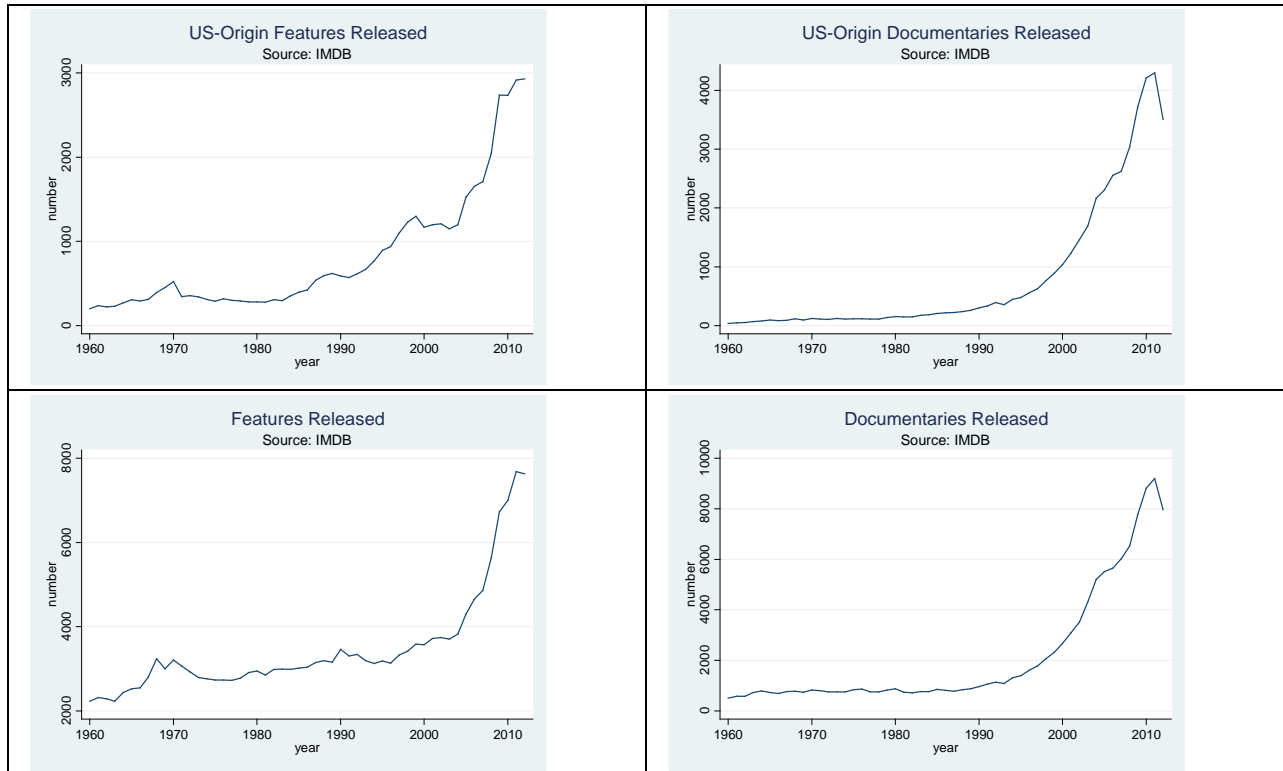 US-Origin Features Released
Source: IMDB
number
3000
2000
1000
0
1960 1970 1980 1990 2000 2010
year
US-Origin Documentaries Released
Source: IMDB
number
4000
3000
2000
1000
0
1960 1970 1980 1990 2000 2010
year
Features Released
Source: IMDB
number
8000
6000
4000
2000
1960 1970 1980 1990 2000 2010
year
Documentaries Released
Source: IMDB
number
10000
8000
6000
4000
2000
0
1960 1970 1980 1990 2000 2010
year